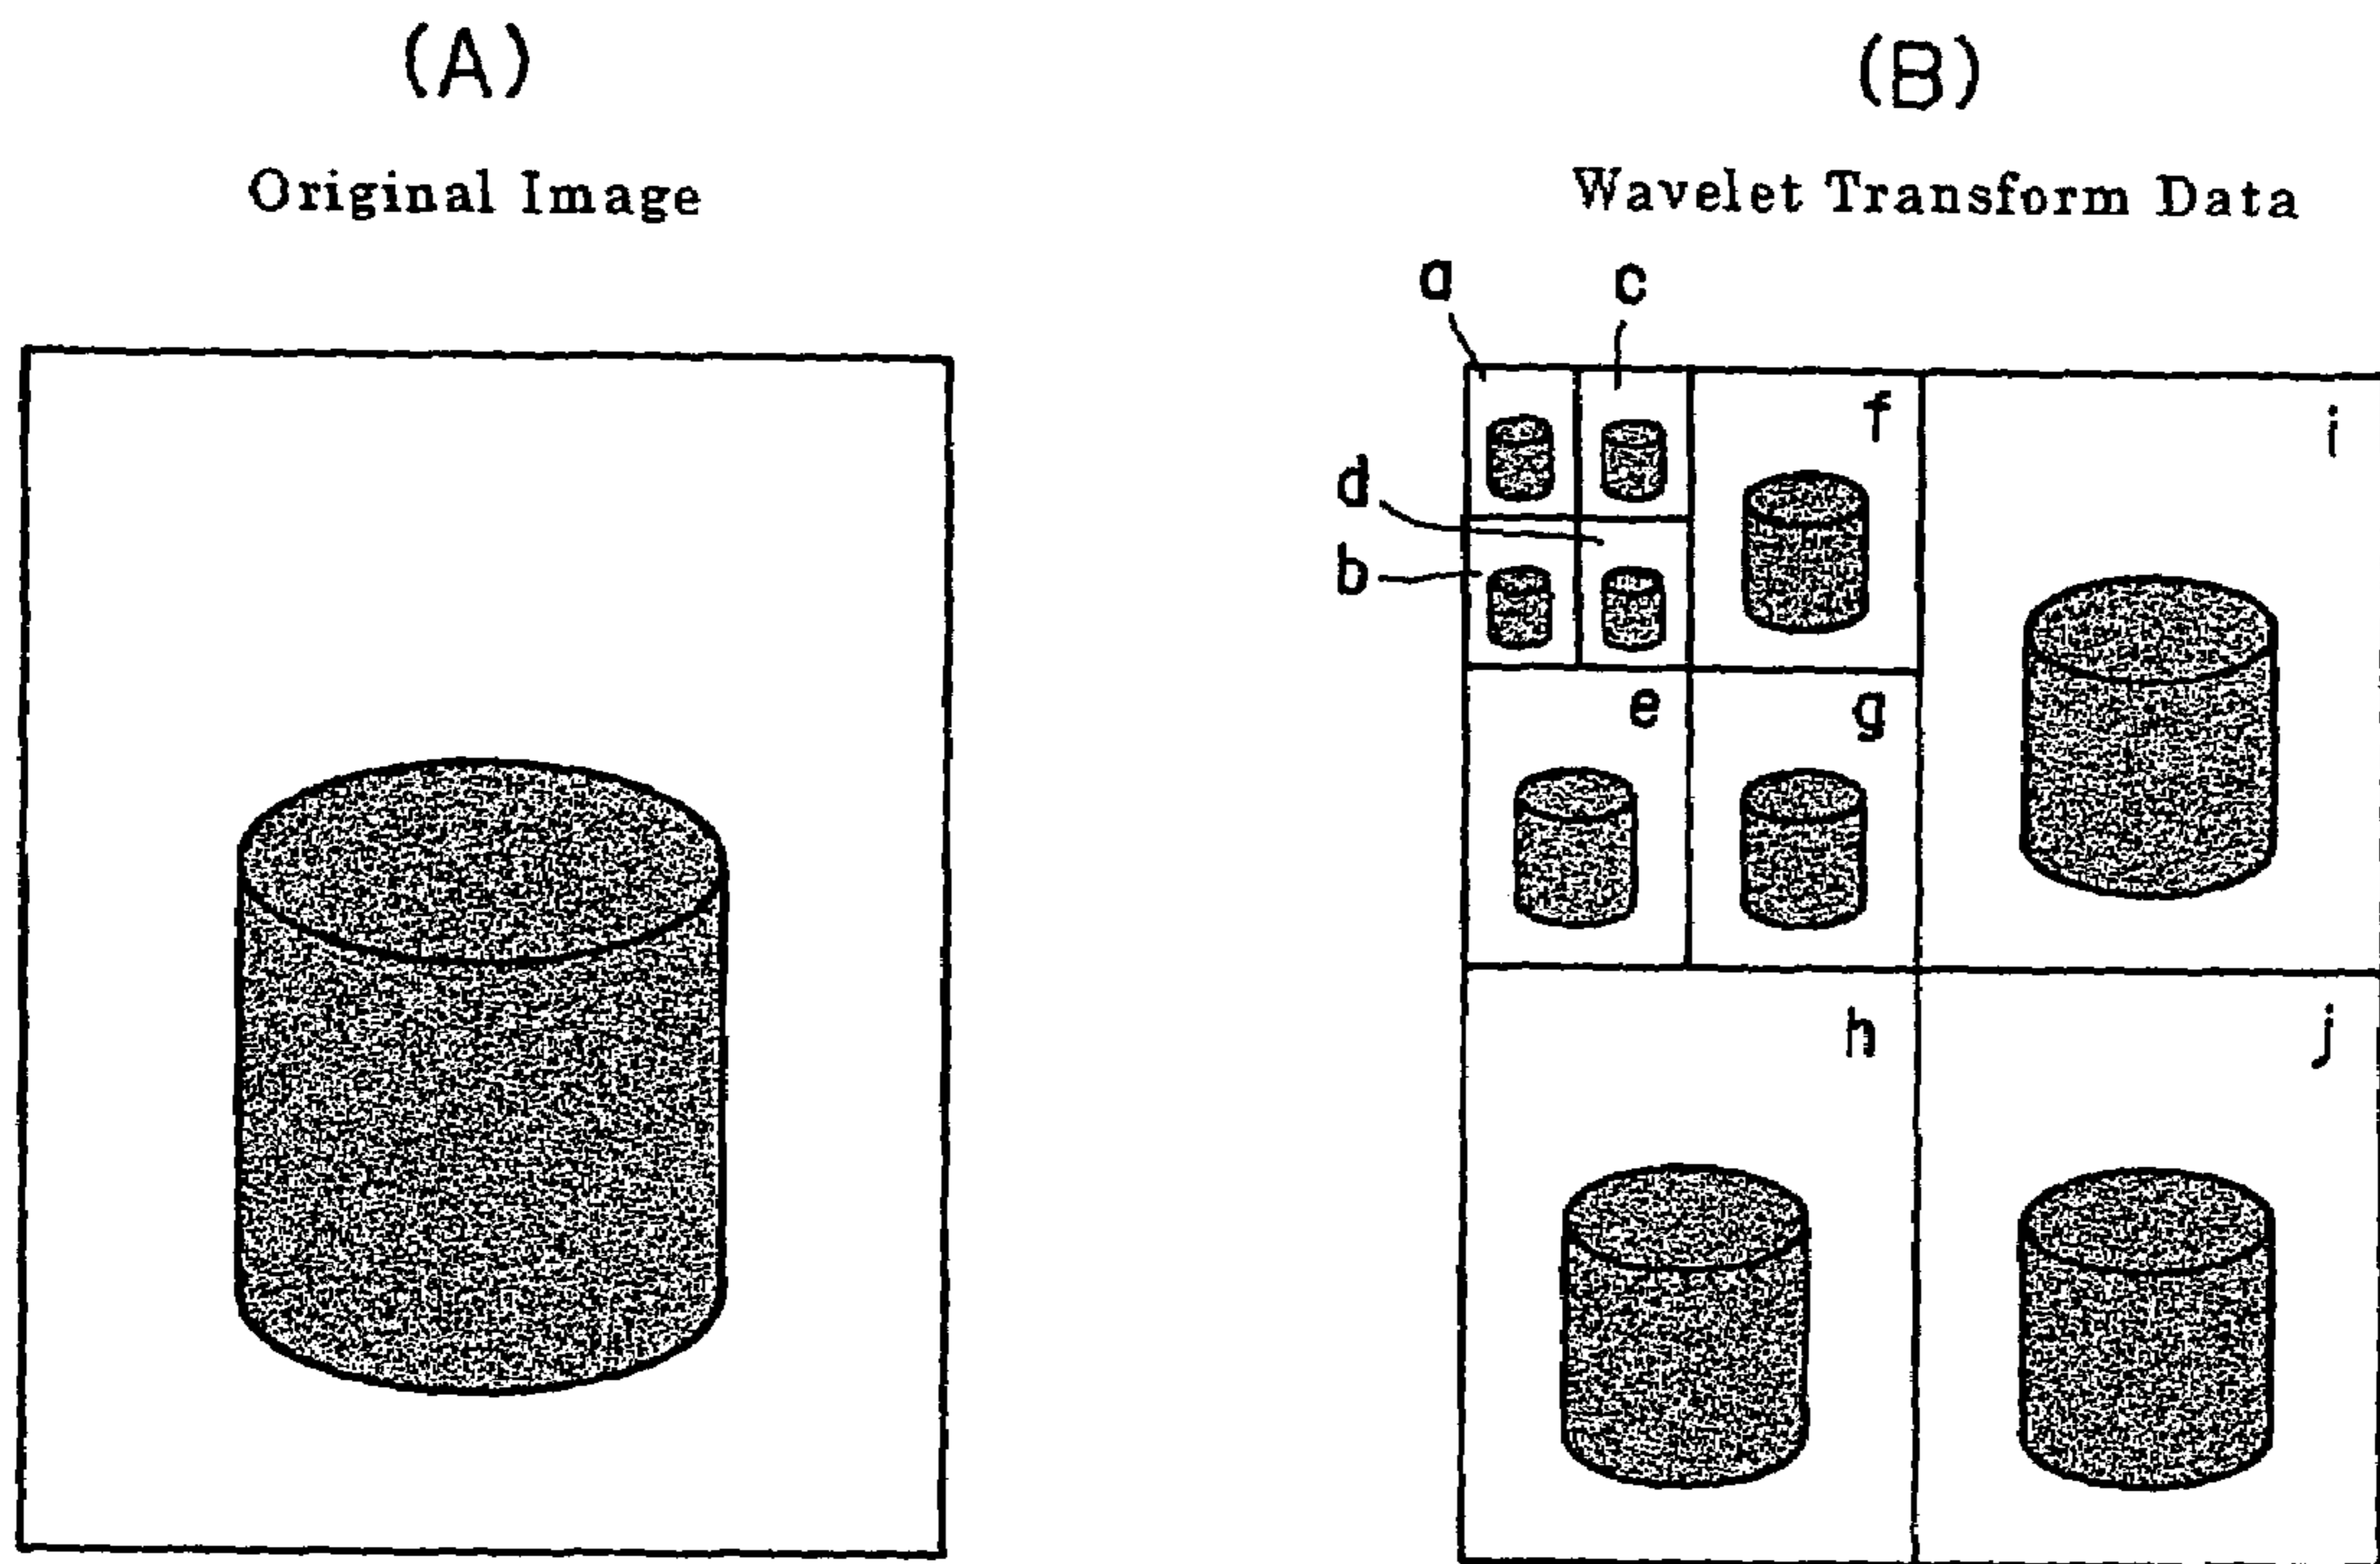 (A)
Original Image
(B)
Wavelet Transform Data
a
c
f
i
d
b
e
g
h
j